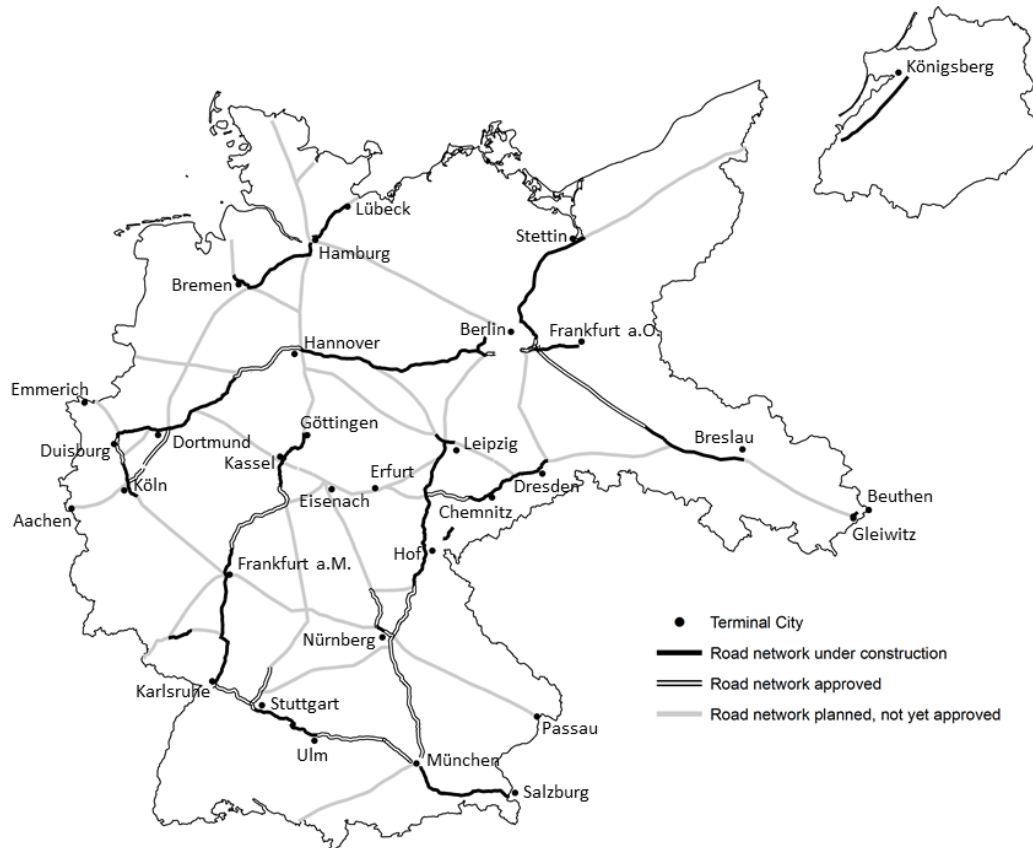 Königsberg
Lübeck
Stettin
Hamburg
Bremen
Berlin
Frankfurt a.O.
Hannover
Emmerich
Göttingen
Duisburg
Dortmund
Leipzig
Breslau
Kassel
Erfurt
Köln
Dresden
Eisenach
Beuthen
Aachen
Chemnitz
Gleiwitz
Hof
Frankfurt a.M.
Terminal City
Nürnberg
Road network under construction
Road network approved
Karlsruhe
Stuttgart
Road network planned, not yet approved
Passau
Ulm
München
Salzburg